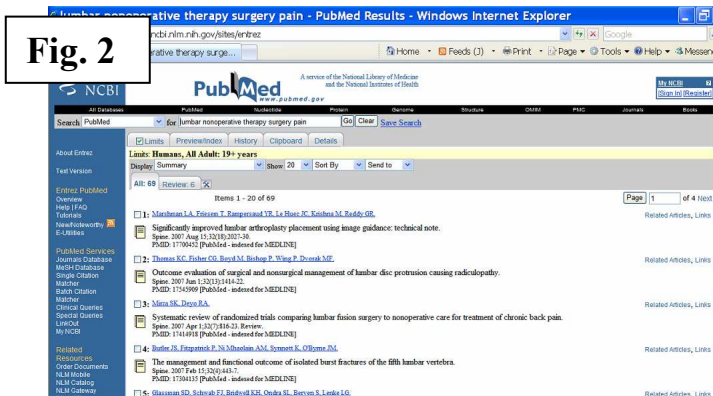 lumbar nonoperative therapy surgery pain - PubMed Results - Windows Internet Explorer
Fig. 2
ncbi.nlm.nih.gov/sites/entrez
Google
erative therapy surge...
Home
Feeds (J)
Print
Page
Tools
Help
NCBI
PubMed
www.pubmed.gov
A service of the National Library of Medicine
and the National Institutes of Health
My NCBI
[Sign In] [Register]
All Databases PubMed Nucleotide Protein Genome Structure OMIM PMC Journals Books
Search PubMed for lumbar nonoperative therapy surgery pain Go Clear Save Search
Limits Preview/Index History Clipboard Details
Limits: Humans, All Adult: 19+ years
Display Summary Show 20 Sort By Send to
All: 69 Review: 6
Items 1 - 20 of 69
Page 1 of 4 Next
About Entrez
Text Version
Entrez PubMed
Overview
Help | FAQ
Tutorials
New/Noteworthy
E-Utilities
PubMed Services
Journals Database
MeSH Database
Single Citation
Matcher
Batch Citation
Matcher
Clinical Queries
Special Queries
LinkOut
My NCBI
Related
Resources
Order Documents
NLM Mobile
NLM Catalog
NLM Gateway
1: Marshman LA, Friesem T, Rampersaud YR, Le Huec JC, Krishna M, Reddy GR.
Related Articles, Links
Significantly improved lumbar arthroplasty placement using image guidance: technical note.
Spine. 2007 Aug 15;32(18):2027-30.
PMID: 17700452 [PubMed - indexed for MEDLINE]
2: Thomas KC, Fisher CG, Boyd M, Bishop P, Wing P, Dvorak MF.
Related Articles, Links
Outcome evaluation of surgical and nonsurgical management of lumbar disc protrusion causing radiculopathy.
Spine. 2007 Jun 1;32(13):1414-22.
PMID: 17545909 [PubMed - indexed for MEDLINE]
3: Mirza SK, Deyo RA.
Related Articles, Links
Systematic review of randomized trials comparing lumbar fusion surgery to nonoperative care for treatment of chronic back pain.
Spine. 2007 Apr 1;32(7):816-23. Review.
PMID: 17414918 [PubMed - indexed for MEDLINE]
4: Butler JS, Fitzpatrick P, Ni Mhaolain AM, Synnott K, O'Byrne JM.
Related Articles, Links
The management and functional outcome of isolated burst fractures of the fifth lumbar vertebra.
Spine. 2007 Feb 15;32(4):443-7.
PMID: 17304135 [PubMed - indexed for MEDLINE]
5: Glassman SD, Schwab FJ, Bridwell KH, Ondra SL, Berven S, Lenke LG.
Related Articles, Links